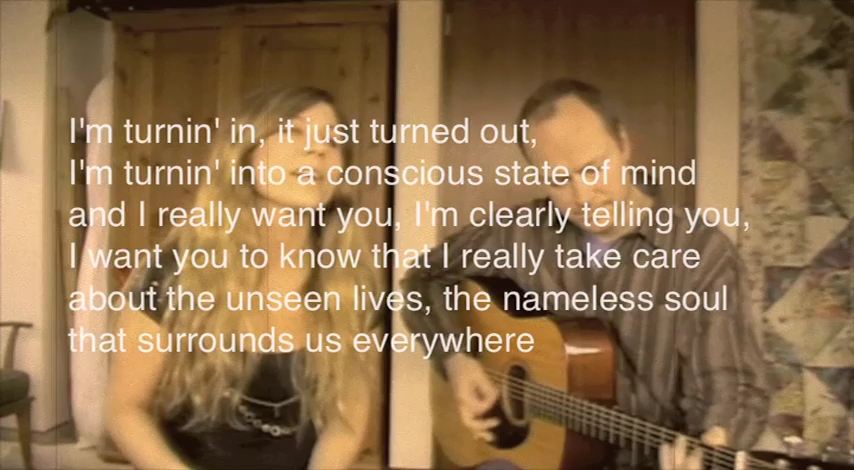 I'm turnin' in, it just turned out,
I'm turnin' into a conscious state of mind
and I really want you, I'm clearly telling you,
I want you to know that I really take care
about the unseen lives, the nameless soul
that surrounds us everywhere